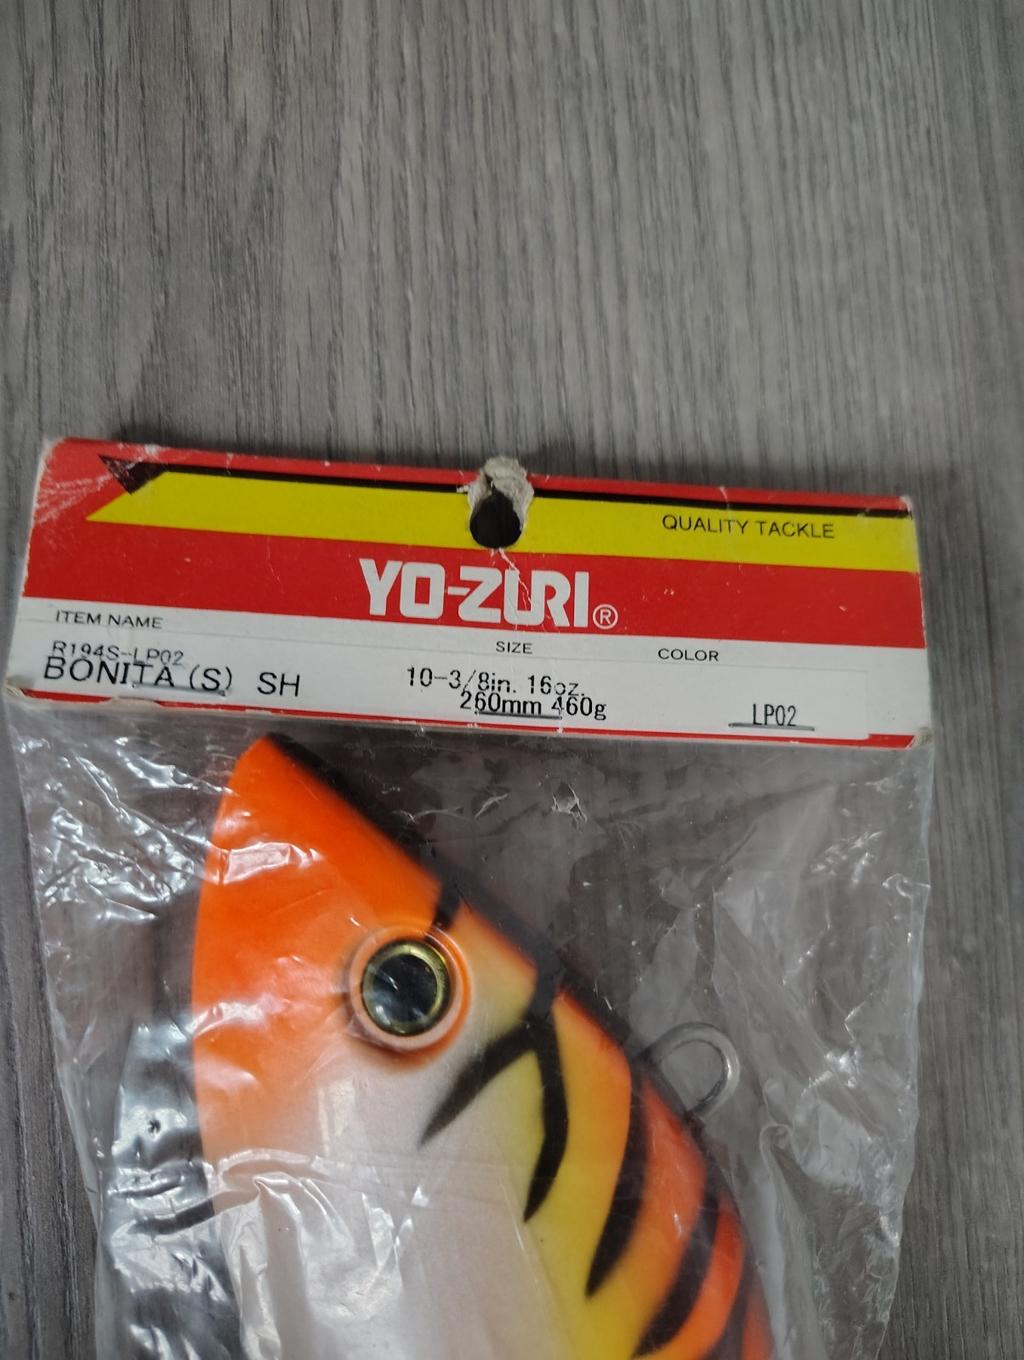 QUALITY TACKLE
YO-ZURI®
ITEM NAME SIZE COLOR
R194S-LP02
BONITA (S) SH
10-3/8in. 16oz.
260mm 460g
LP02